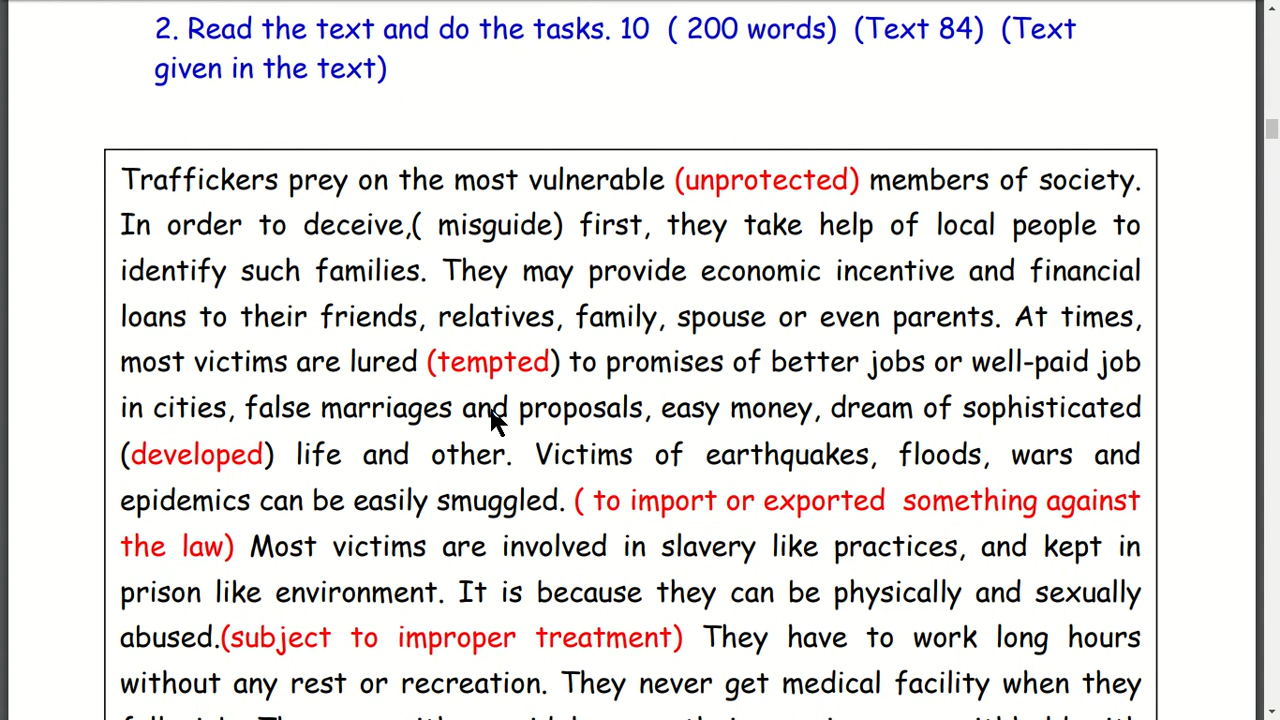 2. Read the text and do the tasks. 10 ( 200 words) (Text 84) (Text
given in the text)
Traffickers prey on the most vulnerable (unprotected) members of society.
In order to deceive,( misguide) first, they take help of local people to
identify such families. They may provide economic incentive and financial
loans to their friends, relatives, family, spouse or even parents. At times,
most victims are lured (tempted) to promises of better jobs or well-paid job
in cities, false marriages and proposals, easy money, dream of sophisticated
(developed) life and other. Victims of earthquakes, floods, wars and
epidemics can be easily smuggled. ( to import or exported something against
the law) Most victims are involved in slavery like practices, and kept in
prison like environment. It is because they can be physically and sexually
abused.(subject to improper treatment) They have to work long hours
without any rest or recreation. They never get medical facility when they